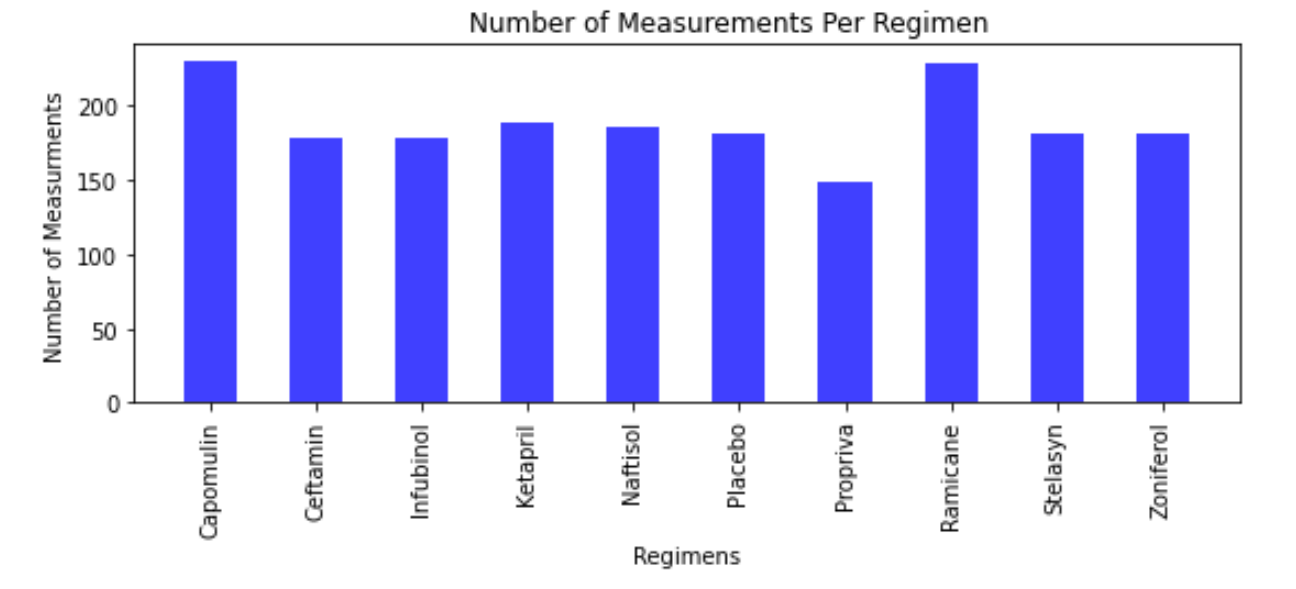 Number of Measurements Per Regimen
Number of Measurments
200
150
100
50
0
Capomulin
Ceftamin
Infubinol
Ketapril
Naftisol
Placebo
Propriva
Ramicane
Stelasyn
Zoniferol
Regimens